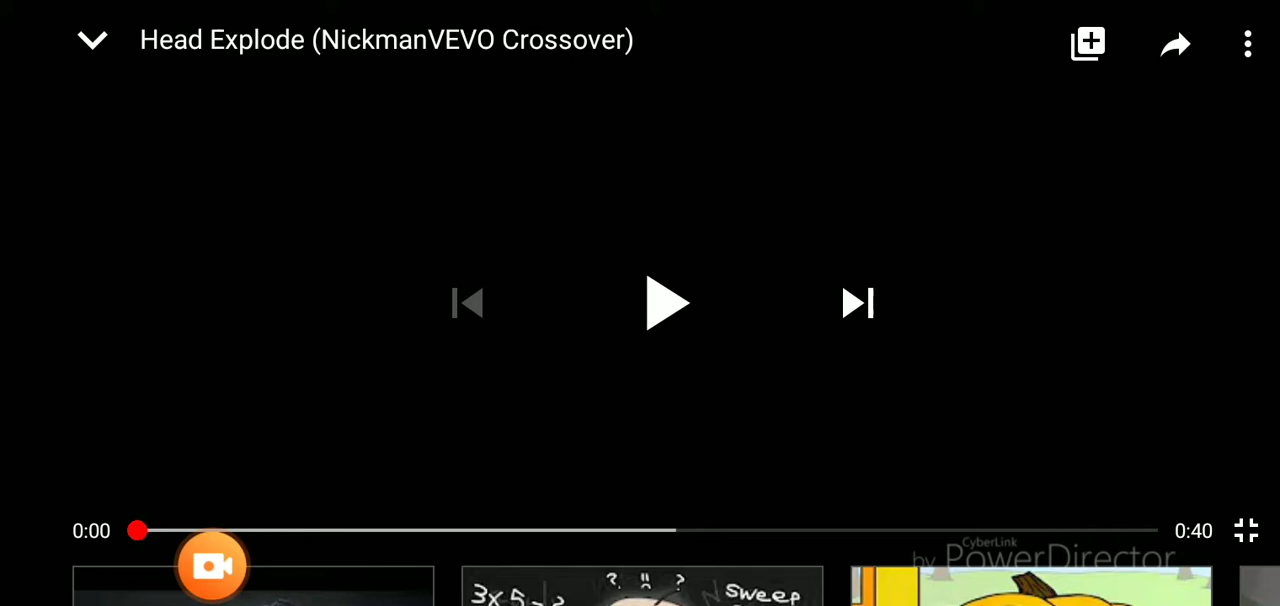 Head Explode (NickmanVEVO Crossover)
0:00
0:40
CyberLink
by PowerDirector
? !! ?
3x5=?
sweep